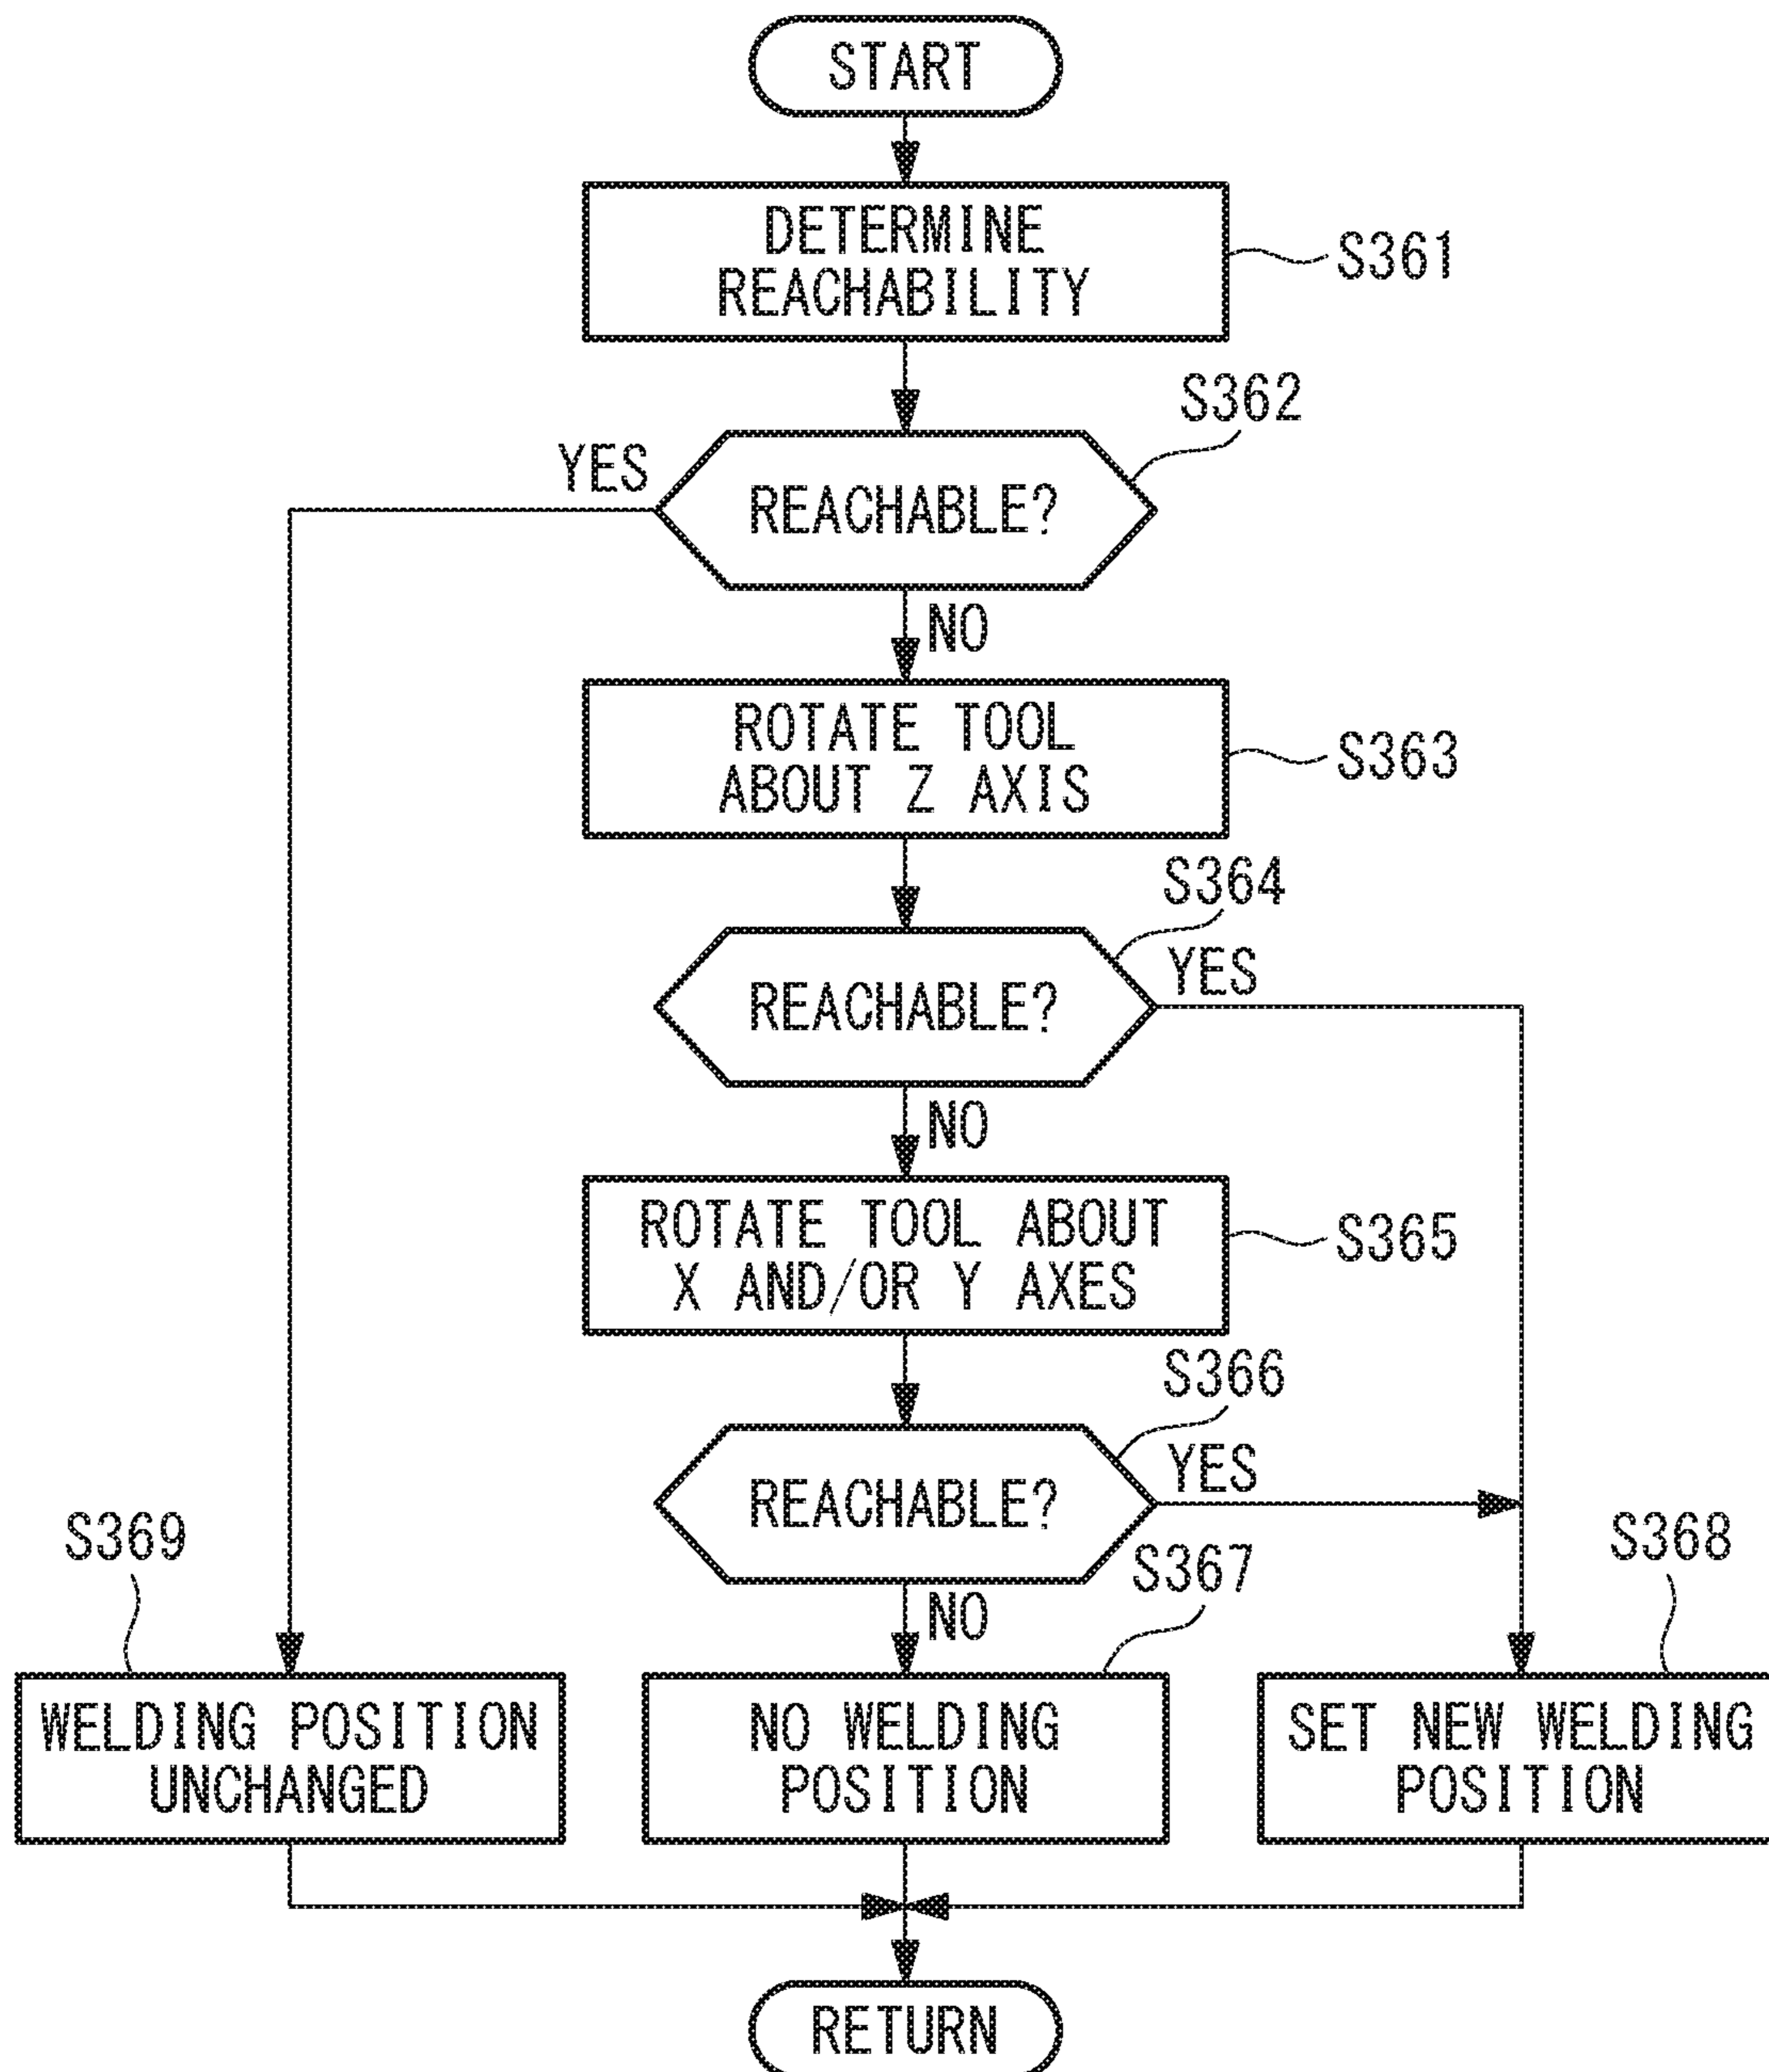 START
DETERMINE
REACHABILITY
S361
S362
YES
REACHABLE?
NO
ROTATE TOOL
ABOUT Z AXIS
S363
S364
YES
REACHABLE?
NO
ROTATE TOOL ABOUT
X AND/OR Y AXES
S365
S366
YES
REACHABLE?
NO
S369
S367
S368
WELDING POSITION
UNCHANGED
NO WELDING
POSITION
SET NEW WELDING
POSITION
RETURN